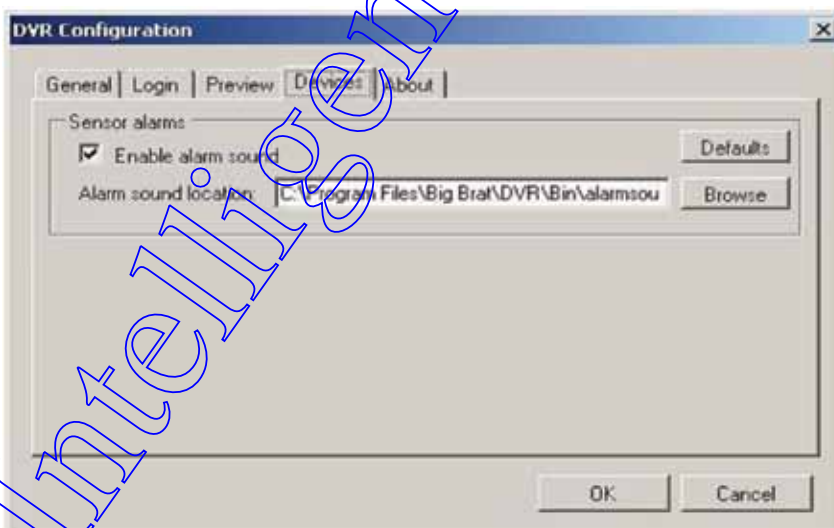 DVR Configuration
General Login Preview Devices About
Sensor alarms
Enable alarm sound
Defaults
Alarm sound location: C:\Program Files\Big Brat\DVR\Bin\alarmsou Browse
OK Cancel
Intelligen